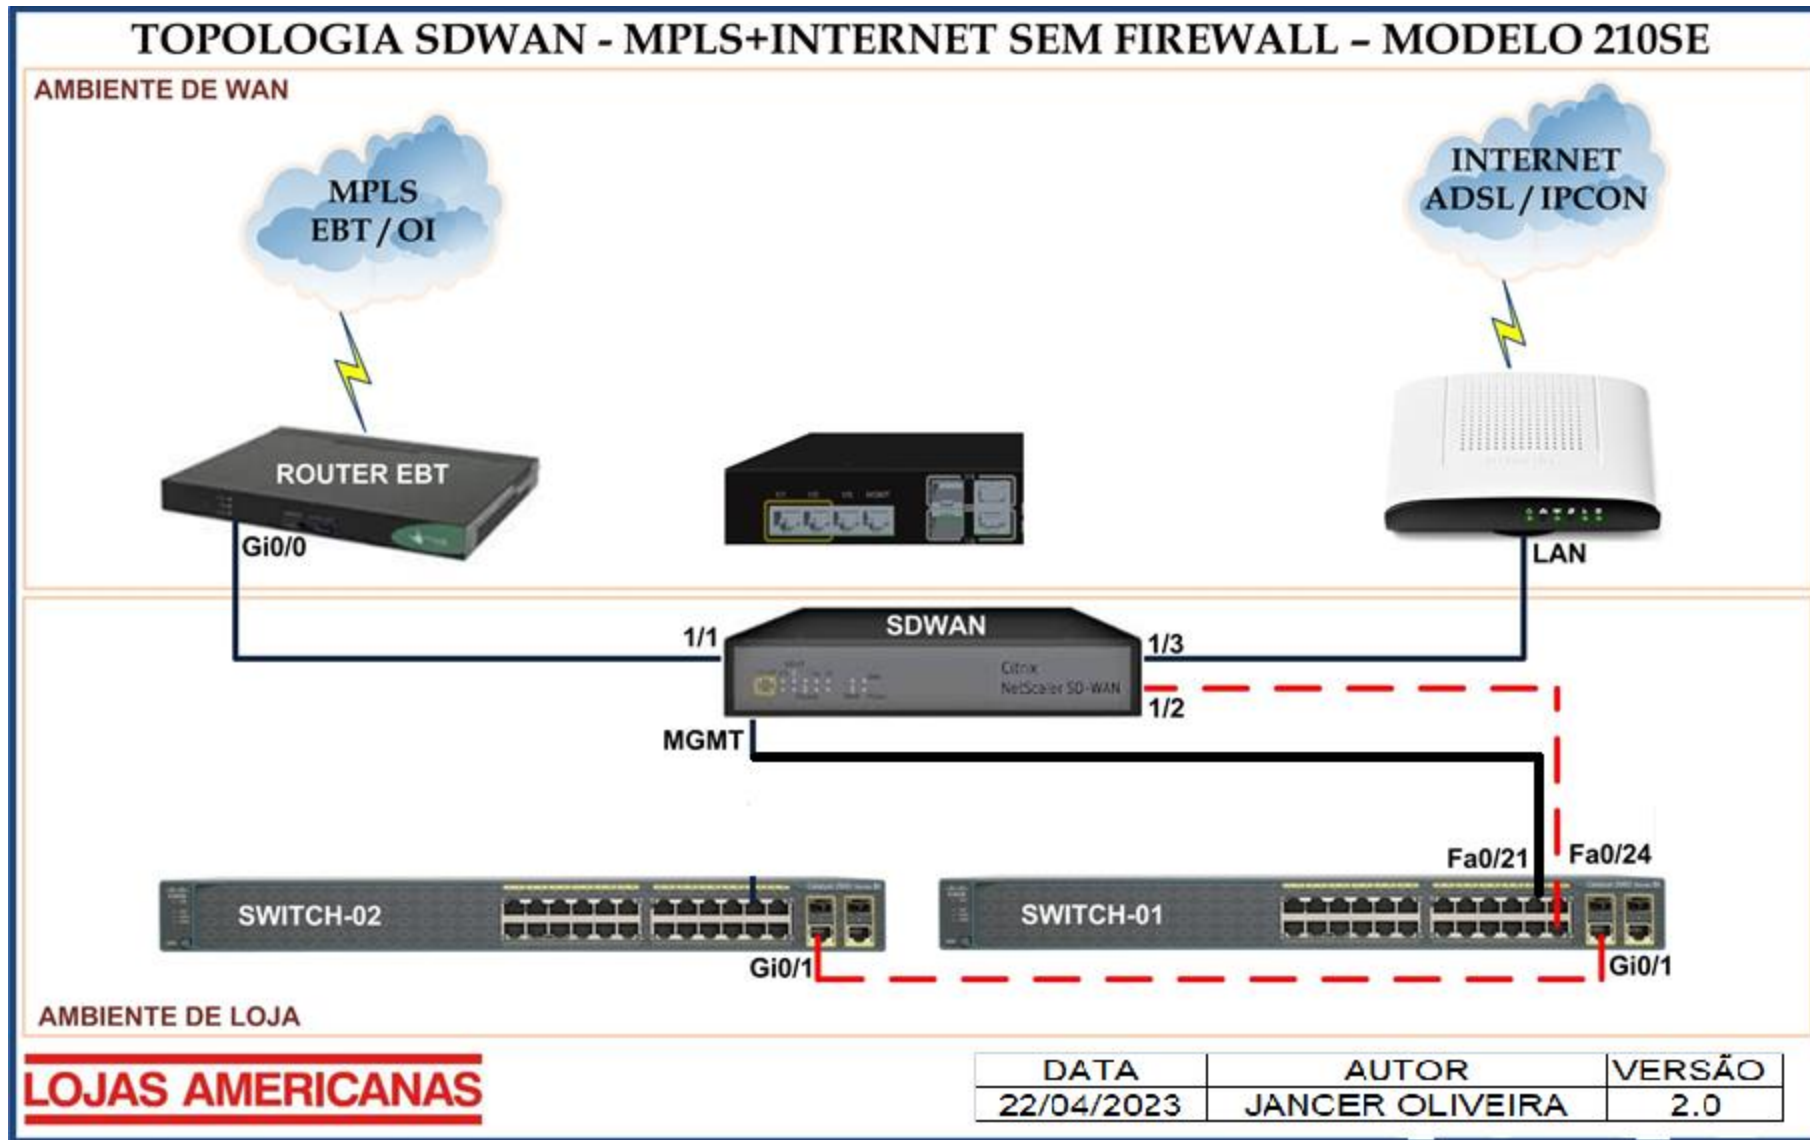 TOPOLOGIA SDWAN - MPLS+INTERNET SEM FIREWALL – MODELO 210SE
AMBIENTE DE WAN
MPLS
EBT / OI
INTERNET
ADSL / IPCON
ROUTER EBT
Gi0/0
MGMT
LAN
SDWAN
1/1
1/3
Citrix
NetScaler SD-WAN
1/2
MGMT
Fa0/21
Fa0/24
SWITCH-02
SWITCH-01
Gi0/1
Gi0/1
AMBIENTE DE LOJA
LOJAS AMERICANAS
DATA AUTOR VERSÃO
22/04/2023 JANCER OLIVEIRA 2.0